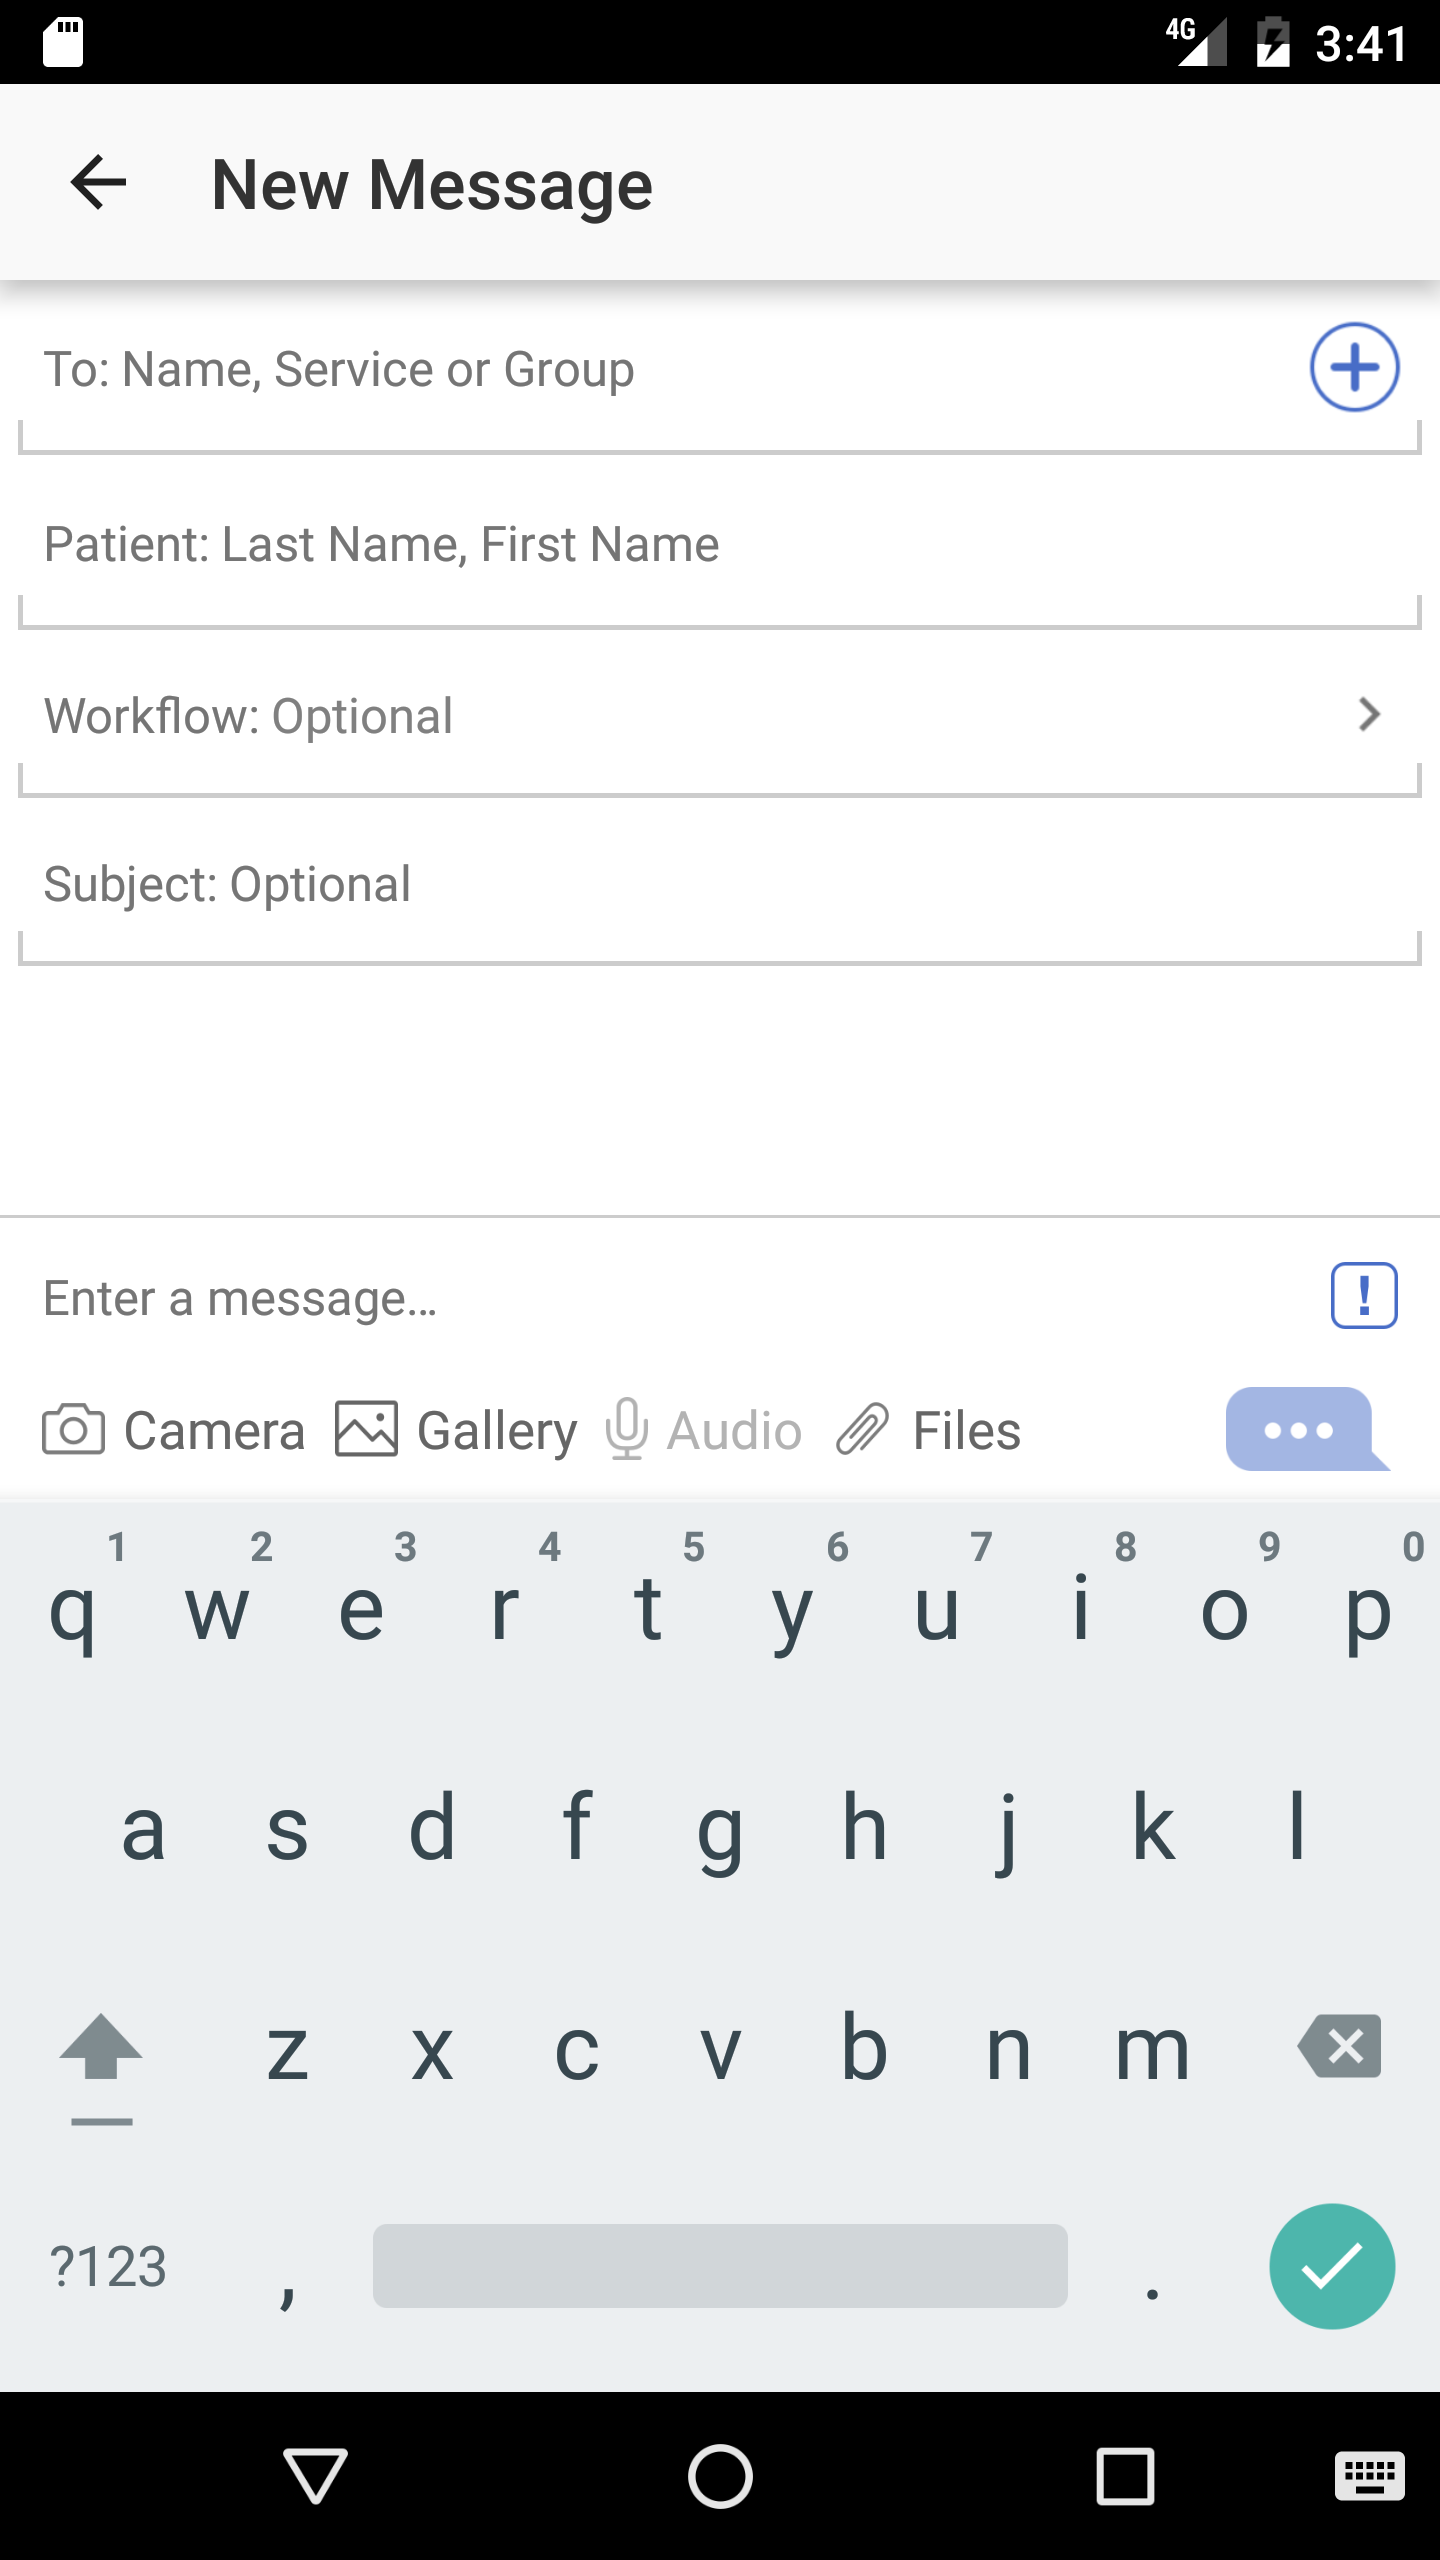 4G 3:41
New Message
To: Name, Service or Group
Patient: Last Name, First Name
Workflow: Optional
Subject: Optional
Enter a message...
!
Camera Gallery Audio Files
1 2 3 4 5 6 7 8 9 0
q w e r t y u i o p
a s d f g h j k l
z x c v b n m
?123 , .